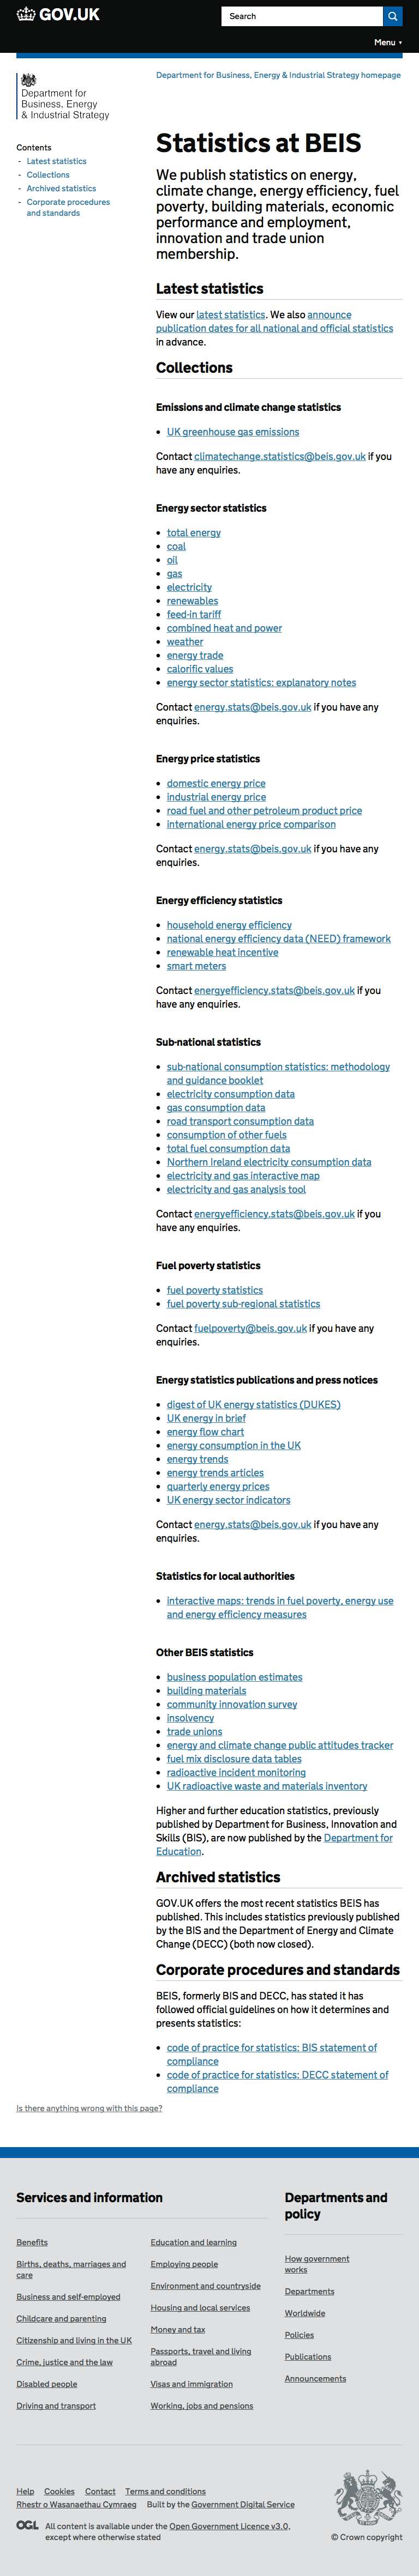 GOV.UK
Search
Menu
Department for
Business, Energy
& Industrial Strategy
Department for Business, Energy & Industrial Strategy homepage
Contents
- Latest statistics
- Collections
- Archived statistics
- Corporate procedures
and standards
Statistics at BEIS
We publish statistics on energy,
climate change, energy efficiency, fuel
poverty, building materials, economic
performance and employment,
innovation and trade union
membership.
Latest statistics
View our latest statistics. We also announce
publication dates for all national and official statistics
in advance.
Collections
Emissions and climate change statistics
• UK greenhouse gas emissions
Contact climatechange.statistics@beis.gov.uk if you
have any enquiries.
Energy sector statistics
• total energy
• coal
• oil
• gas
• electricity
• renewables
• feed-in tariff
• combined heat and power
• weather
• energy trade
• calorific values
• energy sector statistics: explanatory notes
Contact energy.stats@beis.gov.uk if you have any
enquiries.
Energy price statistics
• domestic energy price
• industrial energy price
• road fuel and other petroleum product price
• international energy price comparison
Contact energy.stats@beis.gov.uk if you have any
enquiries.
Energy efficiency statistics
• household energy efficiency
• national energy efficiency data (NEED) framework
• renewable heat incentive
• smart meters
Contact energyefficiency.stats@beis.gov.uk if you
have any enquiries.
Sub-national statistics
• sub-national consumption statistics: methodology
and guidance booklet
• electricity consumption data
• gas consumption data
• road transport consumption data
• consumption of other fuels
• total fuel consumption data
• Northern Ireland electricity consumption data
• electricity and gas interactive map
• electricity and gas analysis tool
Contact energyefficiency.stats@beis.gov.uk if you
have any enquiries.
Fuel poverty statistics
• fuel poverty statistics
• fuel poverty sub-regional statistics
Contact fuelpoverty@beis.gov.uk if you have any
enquiries.
Energy statistics publications and press notices
• digest of UK energy statistics (DUKES)
• UK energy in brief
• energy flow chart
• energy consumption in the UK
• energy trends
• energy trends articles
• quarterly energy prices
• UK energy sector indicators
Contact energy.stats@beis.gov.uk if you have any
enquiries.
Statistics for local authorities
• interactive maps: trends in fuel poverty, energy use
and energy efficiency measures
Other BEIS statistics
• business population estimates
• building materials
• community innovation survey
• insolvency
• trade unions
• energy and climate change public attitudes tracker
• fuel mix disclosure data tables
• radioactive incident monitoring
• UK radioactive waste and materials inventory
Higher and further education statistics, previously
published by Department for Business, Innovation and
Skills (BIS), are now published by the Department for
Education.
Archived statistics
GOV.UK offers the most recent statistics BEIS has
published. This includes statistics previously published
by the BIS and the Department of Energy and Climate
Change (DECC) (both now closed).
Corporate procedures and standards
BEIS, formerly BIS and DECC, has stated it has
followed official guidelines on how it determines and
presents statistics:
• code of practice for statistics: BIS statement of
compliance
• code of practice for statistics: DECC statement of
compliance
Is there anything wrong with this page?
Services and information
Benefits
Births, deaths, marriages and
care
Business and self-employed
Childcare and parenting
Citizenship and living in the UK
Crime, justice and the law
Disabled people
Driving and transport
Education and learning
Employing people
Environment and countryside
Housing and local services
Money and tax
Passports, travel and living
abroad
Visas and immigration
Working, jobs and pensions
Departments and
policy
How government
works
Departments
Worldwide
Policies
Publications
Announcements
Help Cookies Contact Terms and conditions
Rhestr o Wasanaethau Cymraeg Built by the Government Digital Service
OGL All content is available under the Open Government Licence v3.0,
except where otherwise stated
© Crown copyright